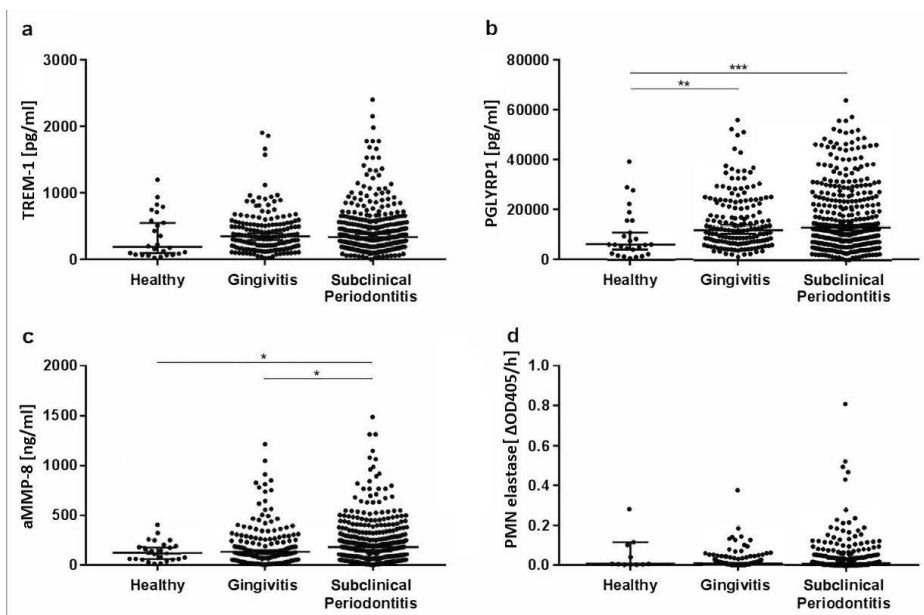 a
TREM-1 [pg/ml]
3000
2000
1000
0
Healthy
Gingivitis
Subclinical
Periodontitis
b
PGLYRP1 [pg/ml]
80000
60000
40000
20000
0
***
**
Healthy
Gingivitis
Subclinical
Periodontitis
c
aMMP-8 [ng/ml]
2000
1500
1000
500
0
*
*
Healthy
Gingivitis
Subclinical
Periodontitis
d
PMN elastase[ ΔOD405/h]
1.0
0.8
0.6
0.4
0.2
0.0
Healthy
Gingivitis
Subclinical
Periodontitis